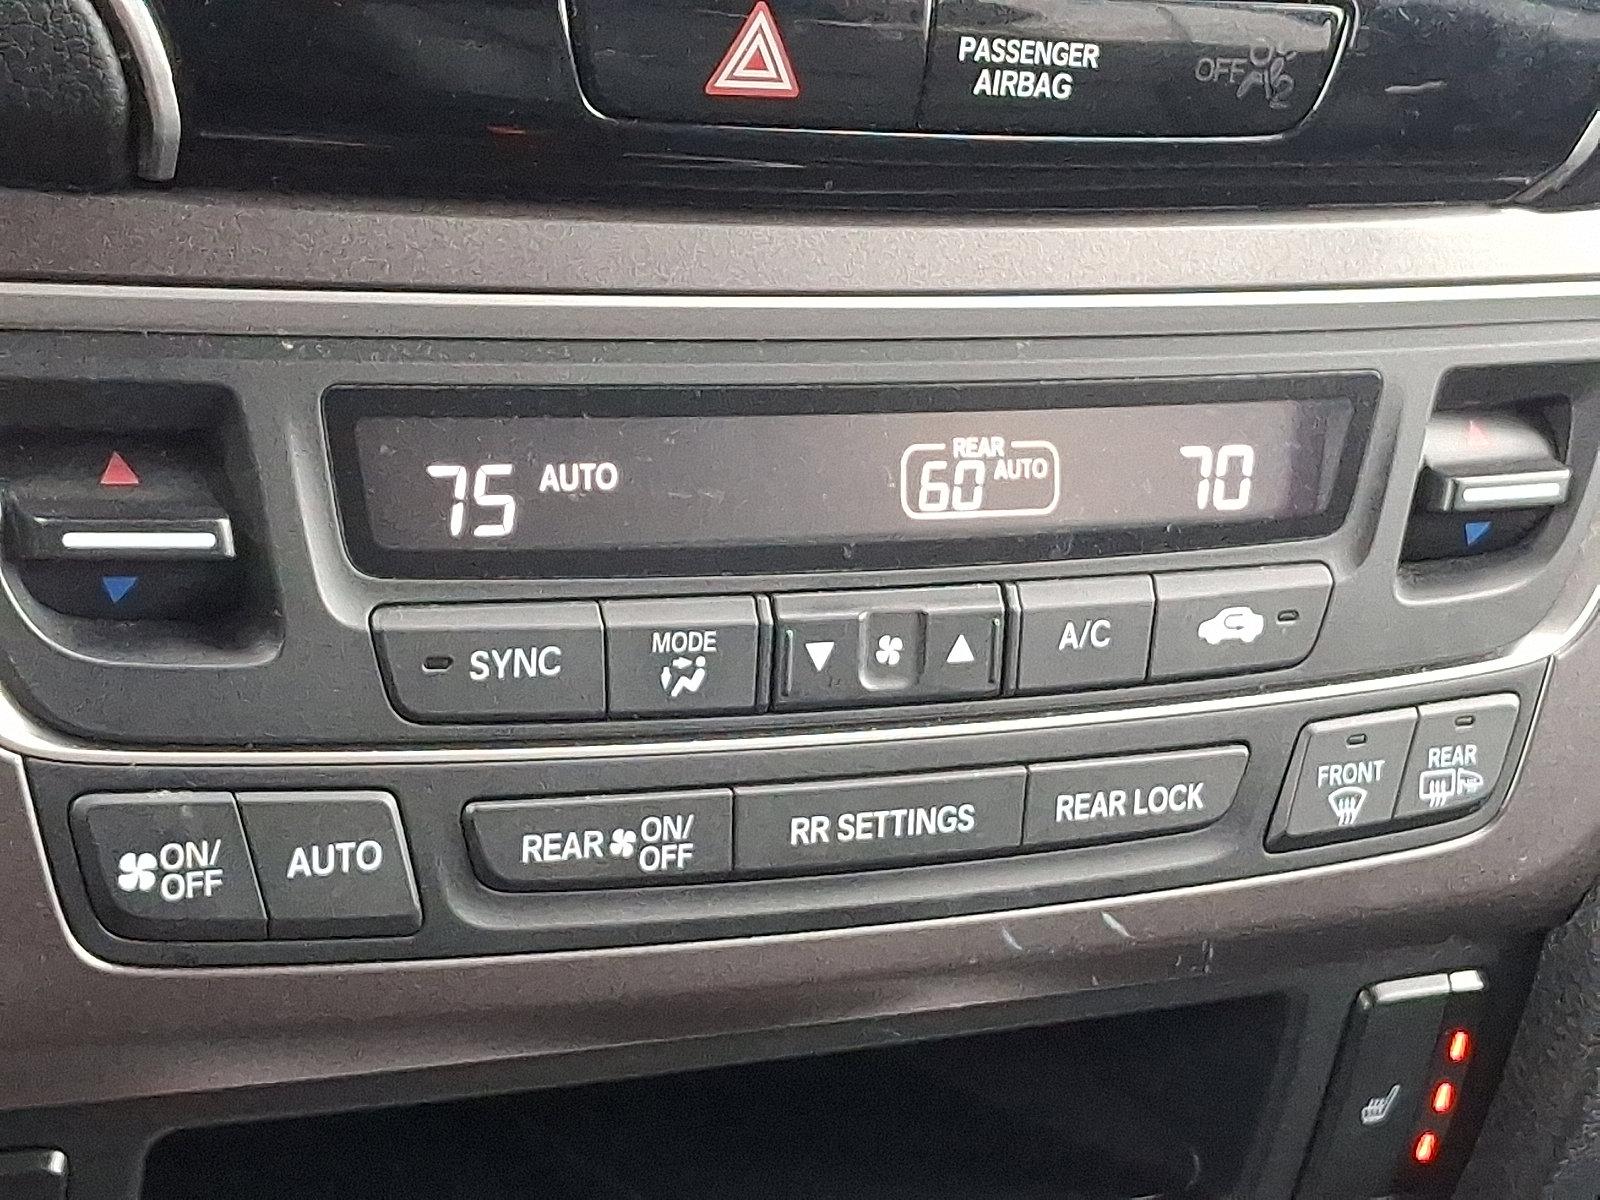 PASSENGER
AIRBAG
OFF
75 AUTO
REAR
60 AUTO
70
SYNC
MODE
A/C
ON/
OFF
AUTO
REAR ON/
OFF
RR SETTINGS
REAR LOCK
FRONT
REAR